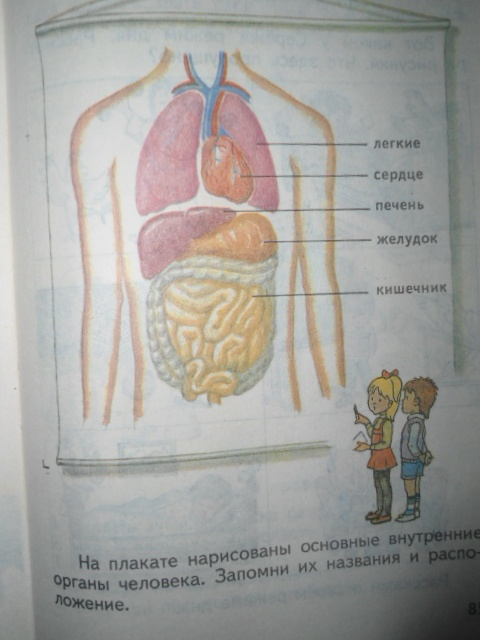 легкие
сердце
печень
желудок
кишечник
На плакате нарисованы основные внутренние
органы человека. Запомни их названия и распо-
ложение.